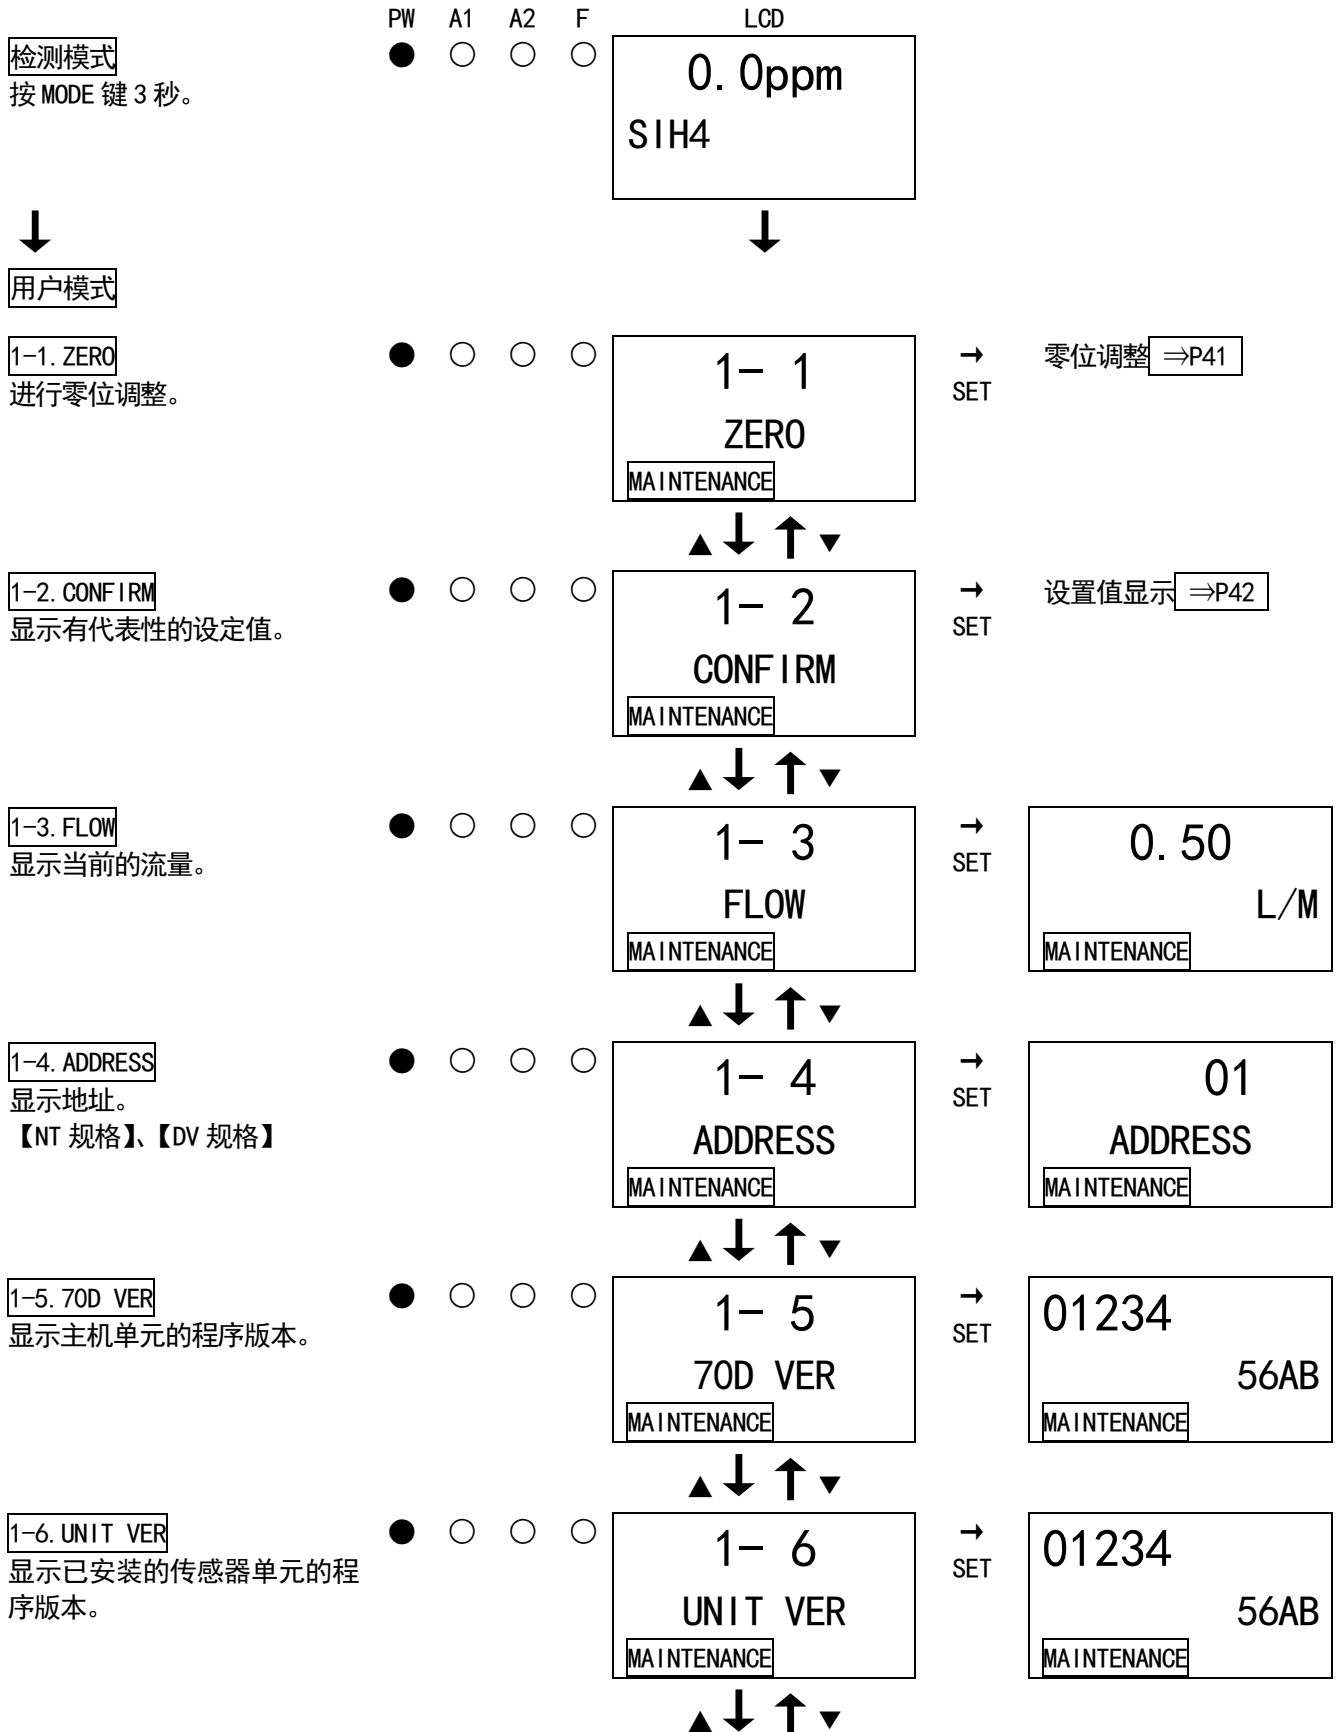 PW A1 A2 F LCD
检测模式 ● ○ ○ ○ 0.0ppm
按 MODE 键 3 秒。
SIH4
↓ ↓
用户模式
1-1.ZERO ● ○ ○ ○ 1- 1 → 零位调整 ⇒P41
进行零位调整。 SET
ZERO
MAINTENANCE
▲ ↓ ↑ ▼
1-2.CONFIRM ● ○ ○ ○ 1- 2 → 设置值显示 ⇒P42
显示有代表性的设定值。 SET
CONFIRM
MAINTENANCE
▲ ↓ ↑ ▼
1-3.FLOW ● ○ ○ ○ 1- 3 → 0.50
显示当前的流量。 SET
FLOW L/M
MAINTENANCE MAINTENANCE
▲ ↓ ↑ ▼
1-4.ADDRESS ● ○ ○ ○ 1- 4 → 01
显示地址。 SET
【NT 规格】、【DV 规格】 ADDRESS ADDRESS
MAINTENANCE MAINTENANCE
▲ ↓ ↑ ▼
1-5.70D VER ● ○ ○ ○ 1- 5 → 01234
显示主机单元的程序版本。 SET
70D VER 56AB
MAINTENANCE MAINTENANCE
▲ ↓ ↑ ▼
1-6.UNIT VER ● ○ ○ ○ 1- 6 → 01234
显示已安装的传感器单元的程 SET
序版本。 UNIT VER 56AB
MAINTENANCE MAINTENANCE
▲ ↓ ↑ ▼